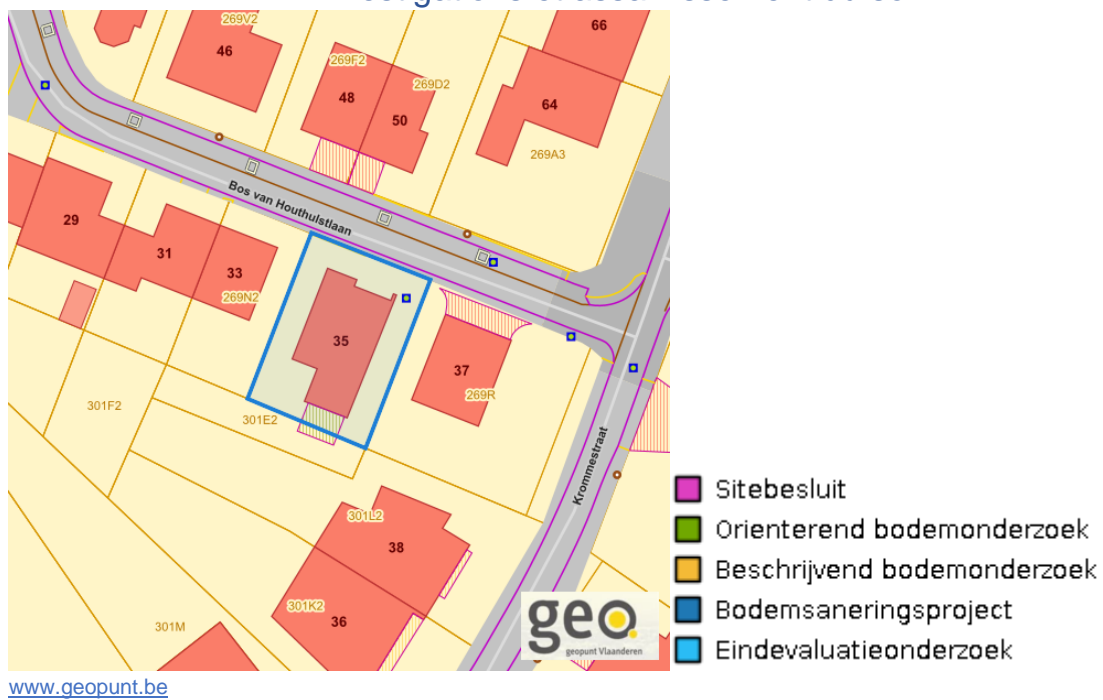 269V2
66
46
269F2
48
269D2
50
64
269A3
Bos van Houthulstlaan
29
31
33
269N2
35
37
269R
301F2
301E2
Krommestraat
301L2
38
301K2
36
301M
geo
geopunt Vlaanderen
Sitebesluit
Orienterend bodemonderzoek
Beschrijvend bodemonderzoek
Bodemsaneringsproject
Eindevaluatieonderzoek
www.geopunt.be